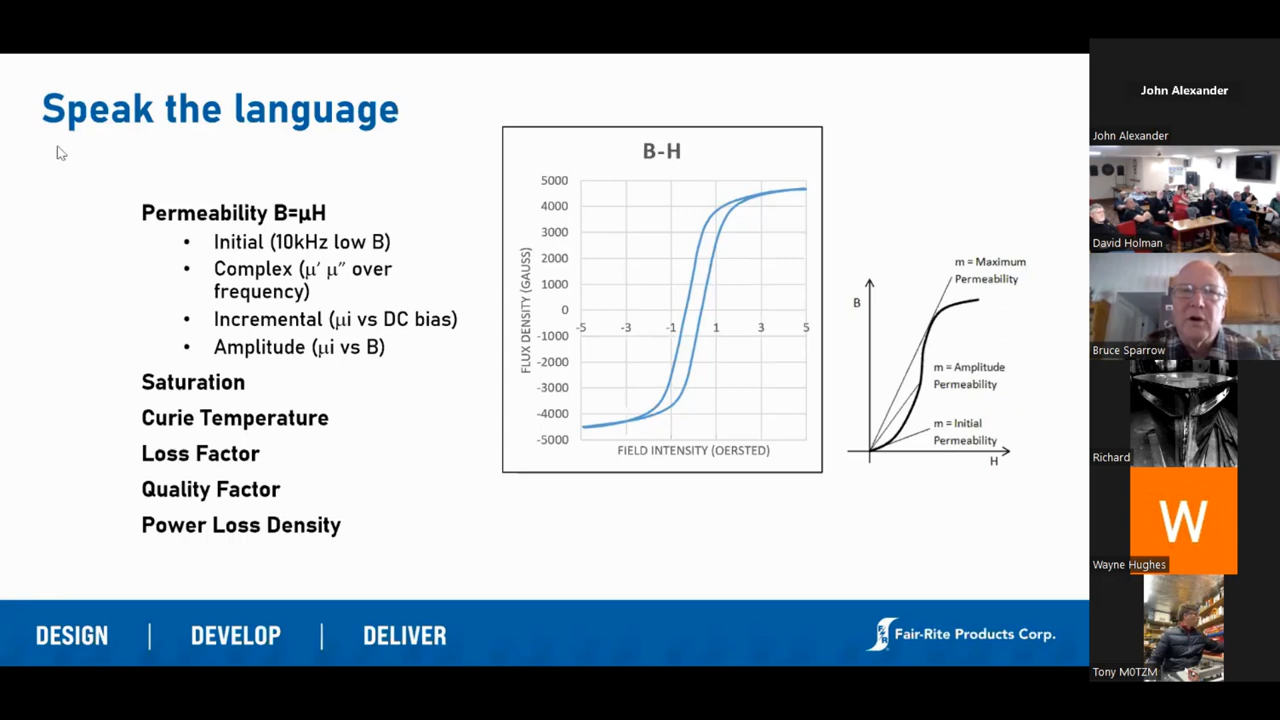 Speak the language
Permeability B=µH
• Initial (10kHz low B)
• Complex (µ′ µ″ over
frequency)
• Incremental (µi vs DC bias)
• Amplitude (µi vs B)
Saturation
Curie Temperature
Loss Factor
Quality Factor
Power Loss Density
B-H
5000
4000
3000
2000
1000
0
-1000
-2000
-3000
-4000
-5000
-5 -3 -1 1 3 5
FLUX DENSITY (GAUSS)
FIELD INTENSITY (OERSTED)
B
m = Maximum
Permeability
m = Amplitude
Permeability
m = Initial
Permeability
H
DESIGN | DEVELOP | DELIVER
Fair-Rite Products Corp.
John Alexander
John Alexander
David Holman
Bruce Sparrow
Richard
W
Wayne Hughes
Tony M0TZM